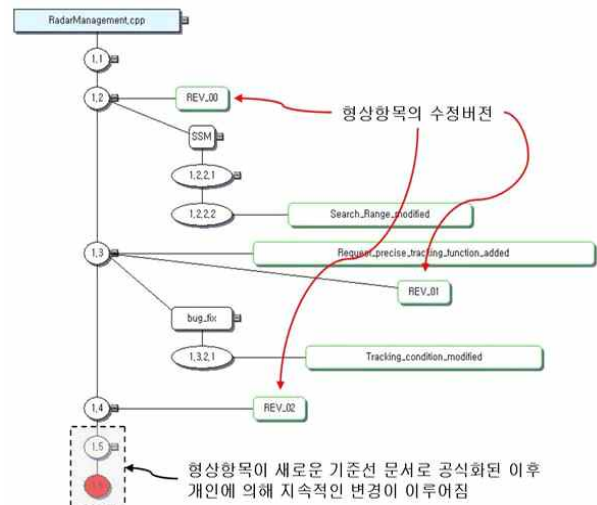 RadarManagement.cpp
1.1
1.2
REV_00
형상항목의 수정버전
SSM
1.2.2.1
1.2.2.2
Search_Range_modified
1.3
Request_precise_tracking_function_added
REV_01
bug_fix
1.3.2.1
Tracking_condition_modified
1.4
REV_02
1.5
형상항목이 새로운 기준선 문서로 공식화된 이후
개인에 의해 지속적인 변경이 이루어짐